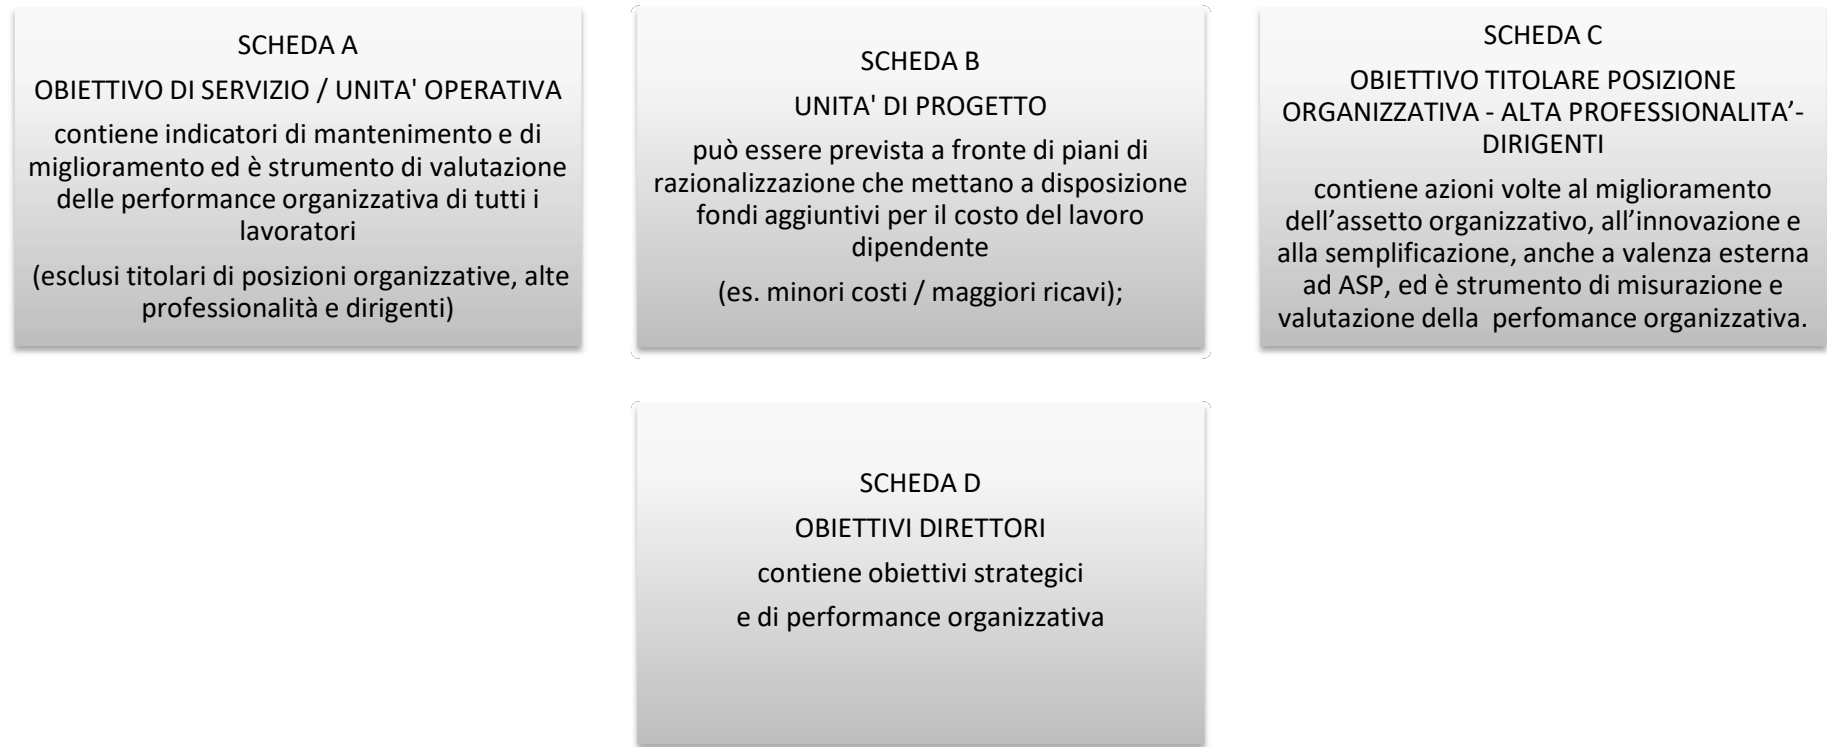 SCHEDA A
OBIETTIVO DI SERVIZIO / UNITA' OPERATIVA
contiene indicatori di mantenimento e di
miglioramento ed è strumento di valutazione
delle performance organizzativa di tutti i
lavoratori
(esclusi titolari di posizioni organizzative, alte
professionalità e dirigenti)
SCHEDA B
UNITA' DI PROGETTO
può essere prevista a fronte di piani di
razionalizzazione che mettano a disposizione
fondi aggiuntivi per il costo del lavoro
dipendente
(es. minori costi / maggiori ricavi);
SCHEDA C
OBIETTIVO TITOLARE POSIZIONE
ORGANIZZATIVA - ALTA PROFESSIONALITA’-
DIRIGENTI
contiene azioni volte al miglioramento
dell’assetto organizzativo, all’innovazione e
alla semplificazione, anche a valenza esterna
ad ASP, ed è strumento di misurazione e
valutazione della perfomance organizzativa.
SCHEDA D
OBIETTIVI DIRETTORI
contiene obiettivi strategici
e di performance organizzativa